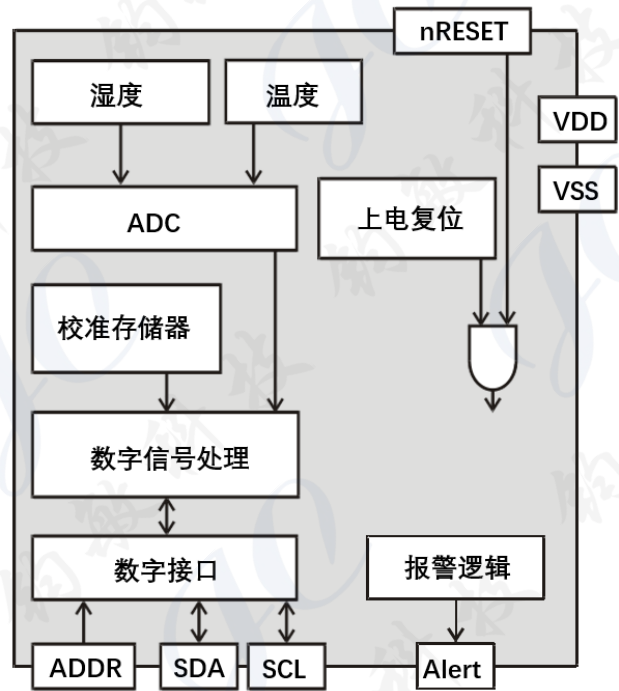 nRESET
湿度
温度
VDD
VSS
ADC
上电复位
校准存储器
数字信号处理
数字接口
报警逻辑
ADDR
SDA
SCL
Alert